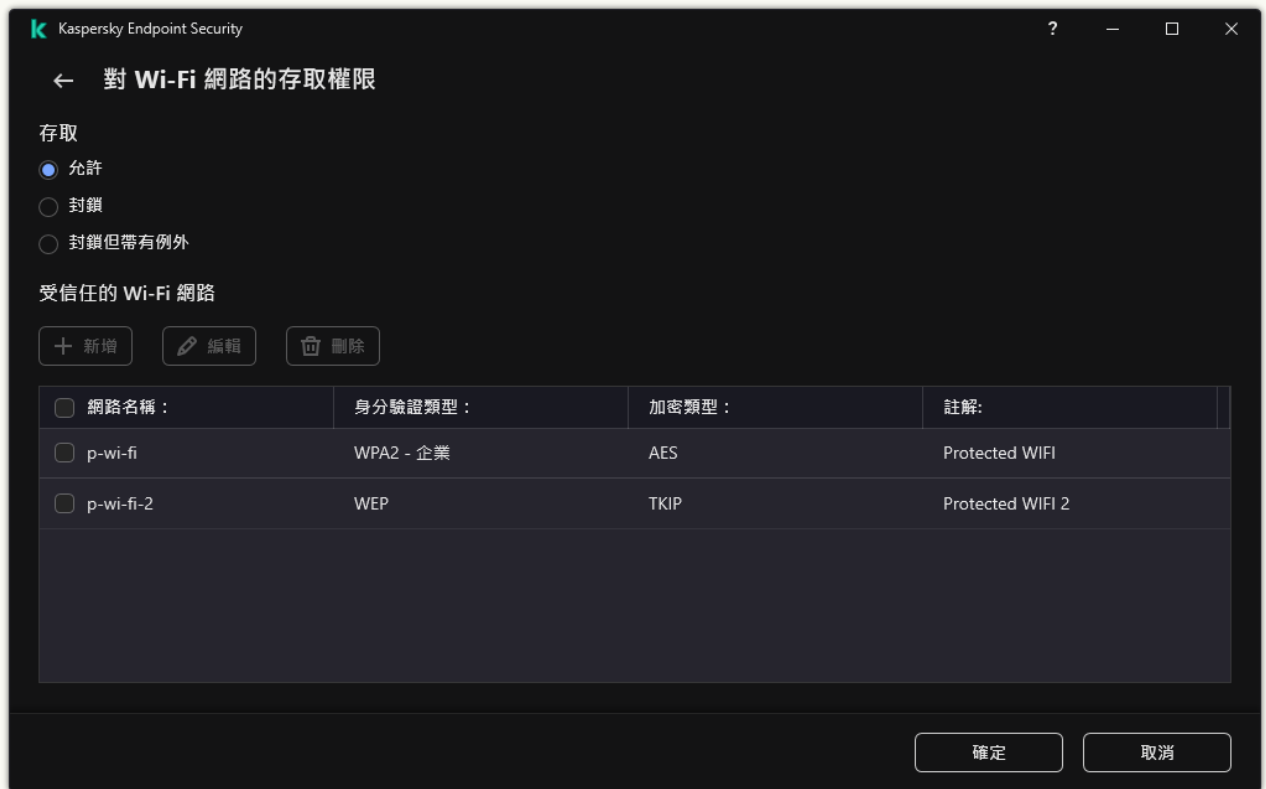 Kaspersky Endpoint Security
?
對 Wi-Fi 網路的存取權限
存取
允許
封鎖
封鎖但帶有例外
受信任的 Wi-Fi 網路
新增 編輯 刪除
網路名稱： 身分驗證類型： 加密類型： 註解:
p-wi-fi WPA2 - 企業 AES Protected WIFI
p-wi-fi-2 WEP TKIP Protected WIFI 2
確定 取消